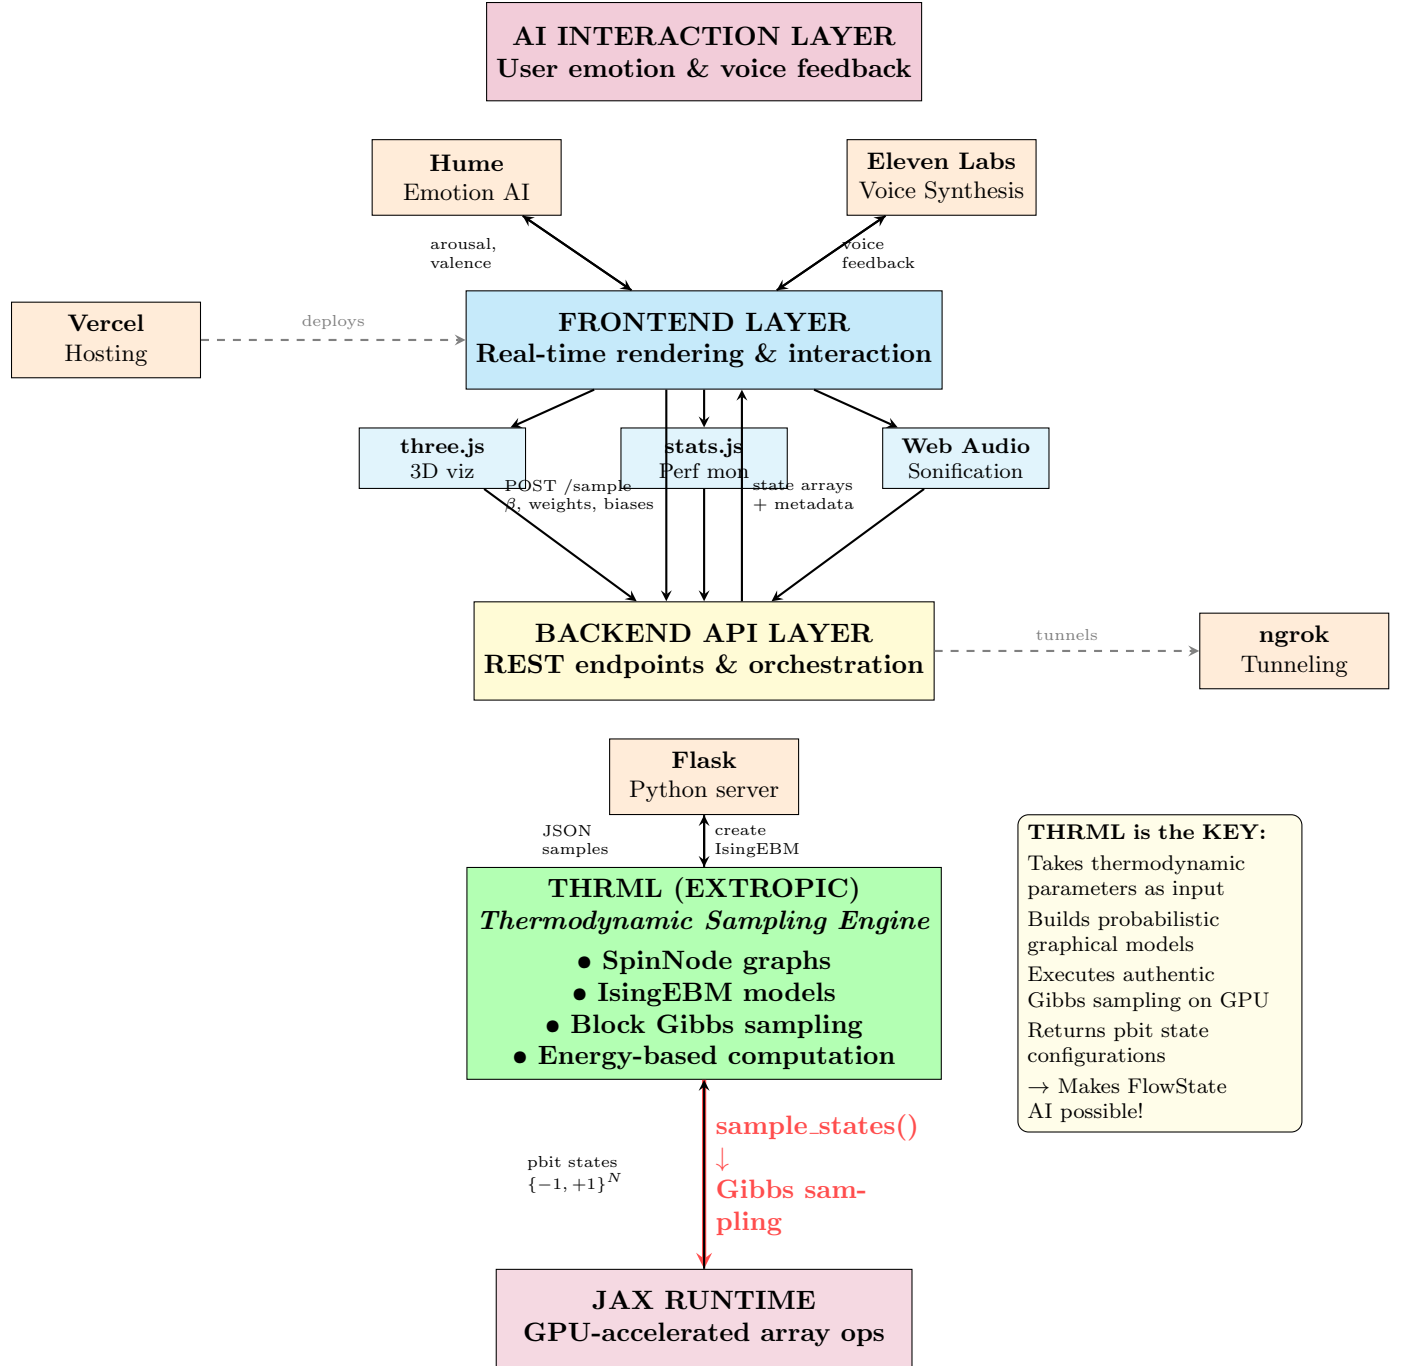 AI INTERACTION LAYER
User emotion & voice feedback
Hume
Emotion AI
Eleven Labs
Voice Synthesis
arousal,
valence
voice
feedback
Vercel
Hosting
deploys
FRONTEND LAYER
Real-time rendering & interaction
three.js
3D viz
stats.js
Perf mon
Web Audio
Sonification
POST /sample
β, weights, biases
state arrays
+ metadata
BACKEND API LAYER
REST endpoints & orchestration
tunnels
ngrok
Tunneling
Flask
Python server
JSON
samples
create
IsingEBM
THRML (EXTROPIC)
Thermodynamic Sampling Engine
• SpinNode graphs
• IsingEBM models
• Block Gibbs sampling
• Energy-based computation
THRML is the KEY:
Takes thermodynamic
parameters as input
Builds probabilistic
graphical models
Executes authentic
Gibbs sampling on GPU
Returns pbit state
configurations
→ Makes FlowState
AI possible!
pbit states
{−1, +1}^N
sample_states()
↓
Gibbs sam-
pling
JAX RUNTIME
GPU-accelerated array ops